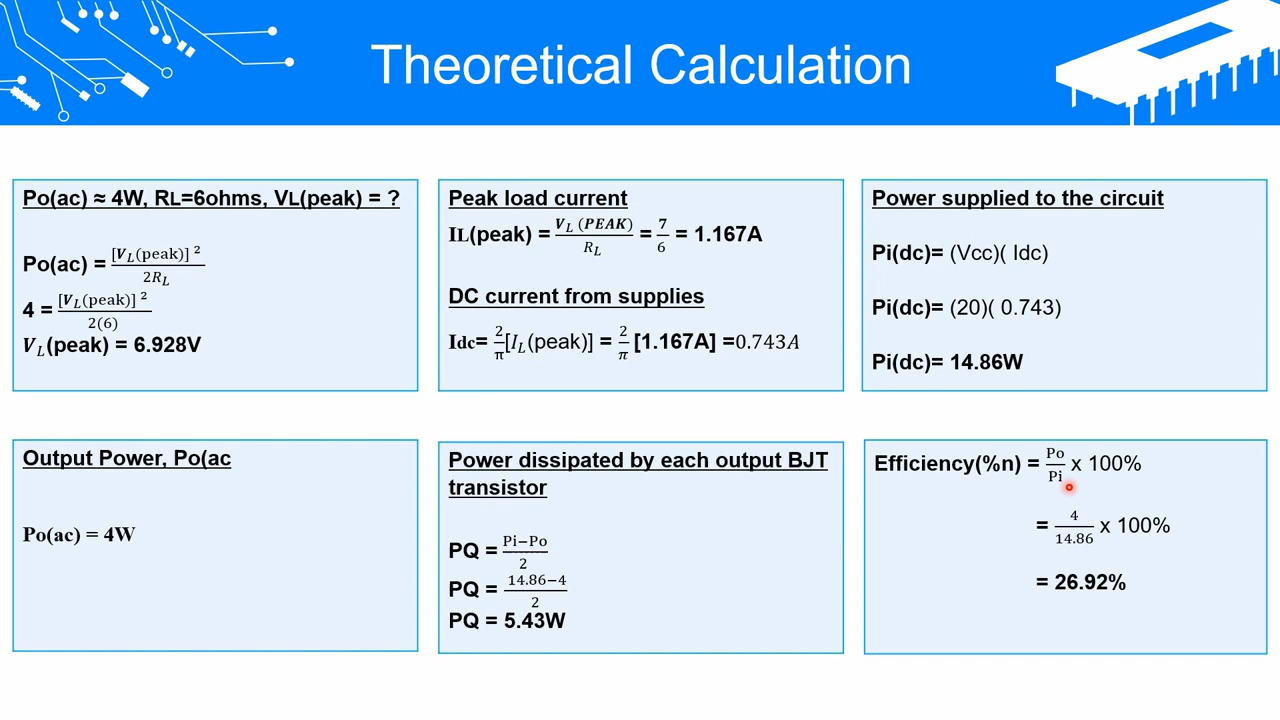 Theoretical Calculation
Po(ac) ≈ 4W, RL=6ohms, VL(peak) = ?
Po(ac) = [V_L(peak)]² / 2R_L
4 = [V_L(peak)]² / 2(6)
V_L(peak) = 6.928V
Peak load current
IL(peak) = V_L (PEAK) / R_L = 7/6 = 1.167A
DC current from supplies
Idc= 2/π [I_L(peak)] = 2/π [1.167A] =0.743A
Power supplied to the circuit
Pi(dc)= (Vcc)( Idc)
Pi(dc)= (20)( 0.743)
Pi(dc)= 14.86W
Output Power, Po(ac
Po(ac) = 4W
Power dissipated by each output BJT
transistor
PQ = Pi−Po / 2
PQ = 14.86−4 / 2
PQ = 5.43W
Efficiency(%n) = Po/Pi x 100%
= 4/14.86 x 100%
= 26.92%